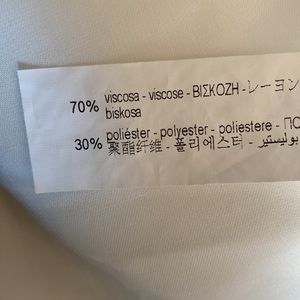 70% viscosa - viscose - ΒΙΣΚΟΖΗ - レーヨン
biskosa
30% poliéster - polyester - poliestere - ПО
聚酯纤维 - 폴리에스터 - بوليستير